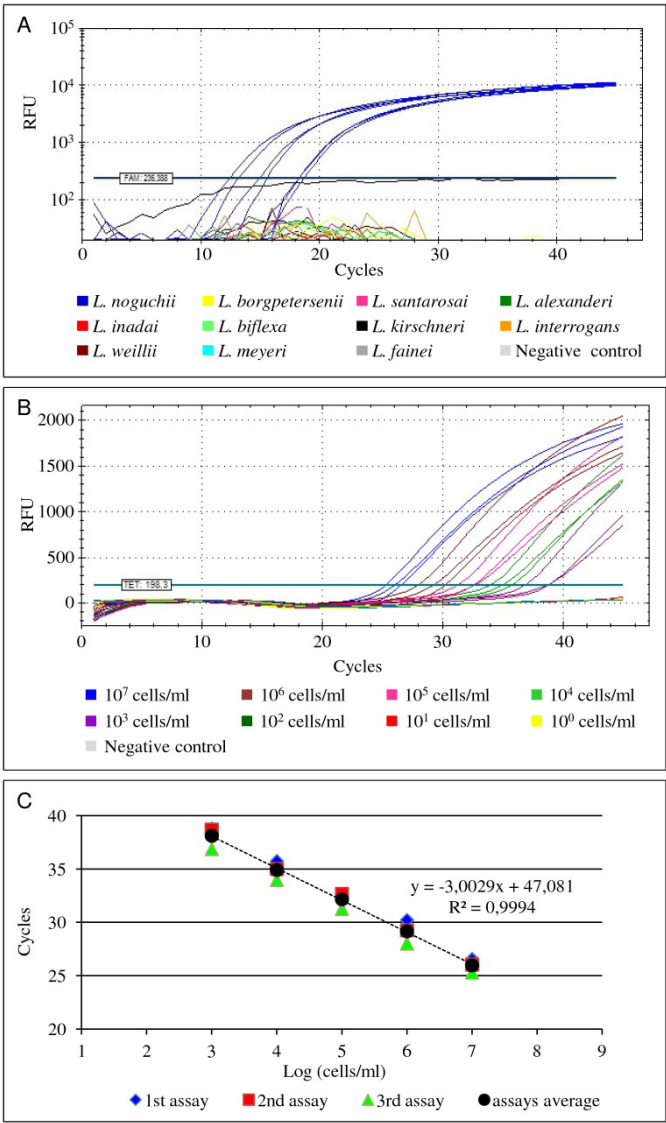 A
10^5
10^4
10^3
10^2
RFU
FAM: 236,388
0 10 20 30 40
Cycles
L. noguchii L. borgpetersenii L. santarosai L. alexanderi
L. inadai L. biflexa L. kirschneri L. interrogans
L. weillii L. meyeri L. fainei Negative control
B
2000
1500
1000
500
0
RFU
TET: 198,3
0 10 20 30 40
Cycles
10^7 cells/ml 10^6 cells/ml 10^5 cells/ml 10^4 cells/ml
10^3 cells/ml 10^2 cells/ml 10^1 cells/ml 10^0 cells/ml
Negative control
C
40
35
30
25
20
Cycles
y = -3,0029x + 47,081
R² = 0,9994
1 2 3 4 5 6 7 8 9
Log (cells/ml)
1st assay 2nd assay 3rd assay assays average